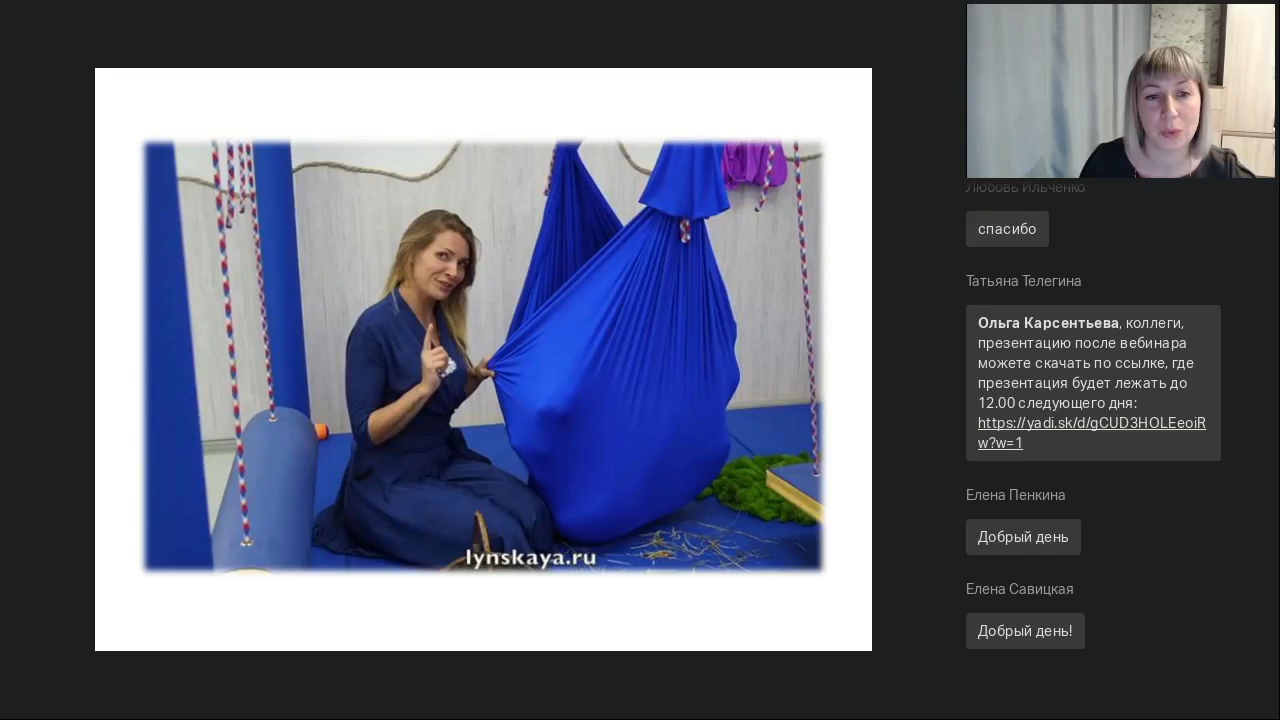 lynskaya.ru
Любовь Ильченко
спасибо
Татьяна Телегина
Ольга Карсентьева, коллеги,
презентацию после вебинара
можете скачать по ссылке, где
презентация будет лежать до
12.00 следующего дня:
https://yadi.sk/d/gCUD3HOLEeoiR
w?w=1
Елена Пенкина
Добрый день
Елена Савицкая
Добрый день!